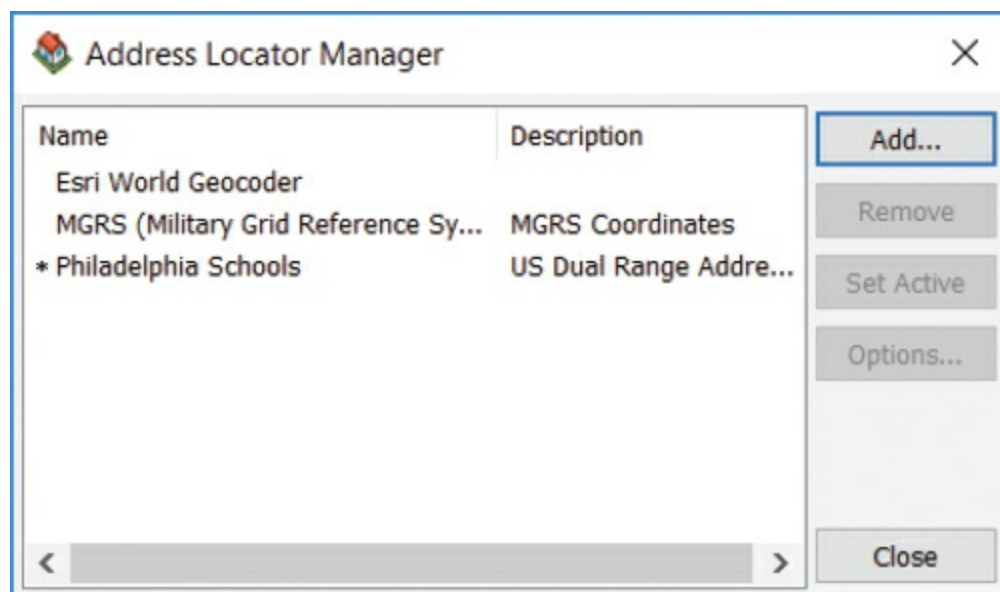 Address Locator Manager
Name Description
Esri World Geocoder
MGRS (Military Grid Reference Sy... MGRS Coordinates
* Philadelphia Schools US Dual Range Addre...
Add...
Remove
Set Active
Options...
Close